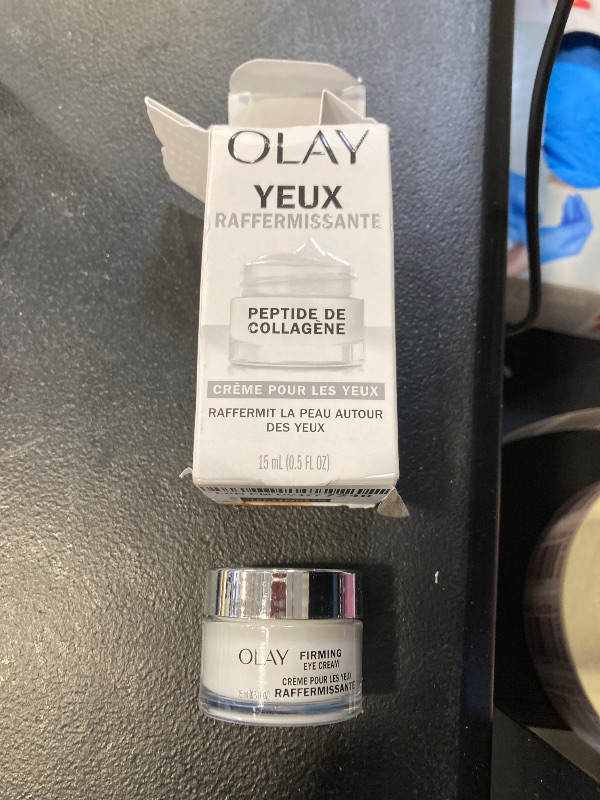 OLAY
YEUX
RAFFERMISSANTE
PEPTIDE DE
COLLAGÈNE
CRÈME POUR LES YEUX
RAFFERMIT LA PEAU AUTOUR
DES YEUX
15 mL (0.5 FL OZ)
OLAY FIRMING
EYE CREAM
CRÈME POUR LES YEUX
RAFFERMISSANTE